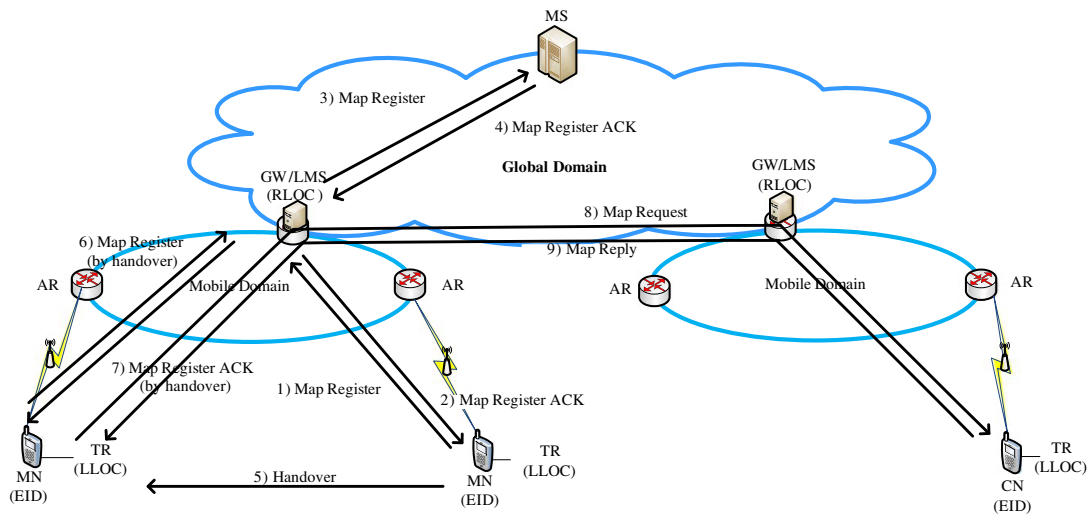 MS
3) Map Register
4) Map Register ACK
Global Domain
GW/LMS
(RLOC )
GW/LMS
(RLOC)
8) Map Request
9) Map Reply
6) Map Register
(by handover)
AR
Mobile Domain
AR
AR
Mobile Domain
AR
7) Map Register ACK
(by handover)
1) Map Register
2) Map Register ACK
TR
(LLOC)
MN
(EID)
5) Handover
TR
(LLOC)
MN
(EID)
TR
(LLOC)
CN
(EID)